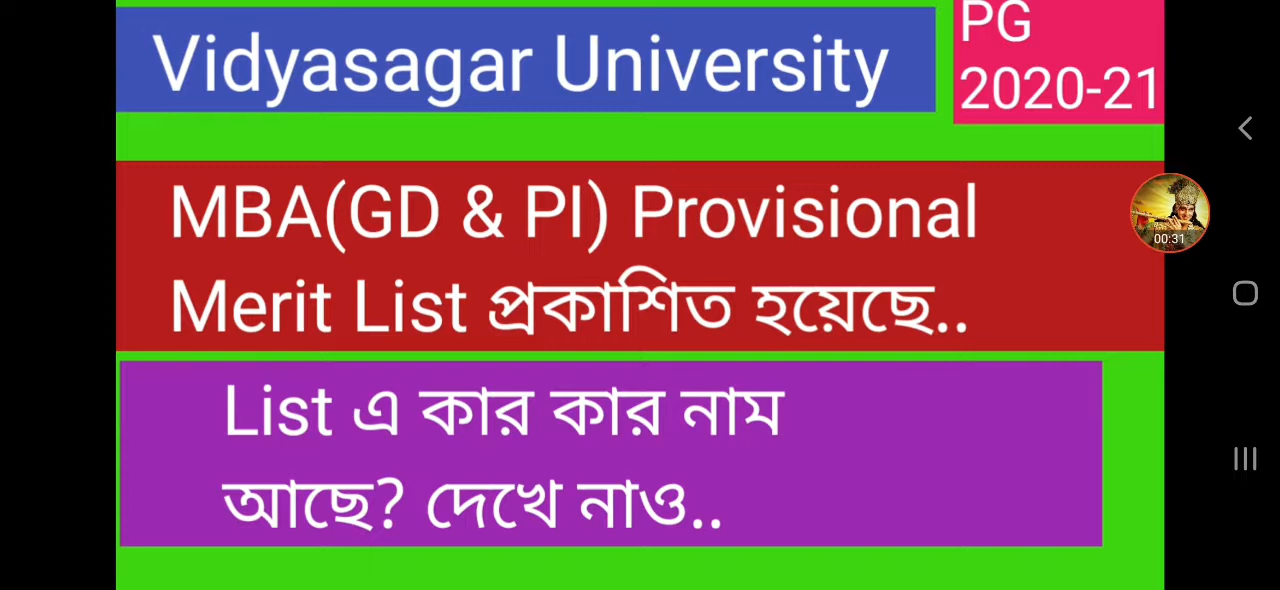 Vidyasagar University
PG
2020-21
MBA(GD & PI) Provisional
Merit List প্রকাশিত হয়েছে..
00:31
List এ কার কার নাম
আছে? দেখে নাও..